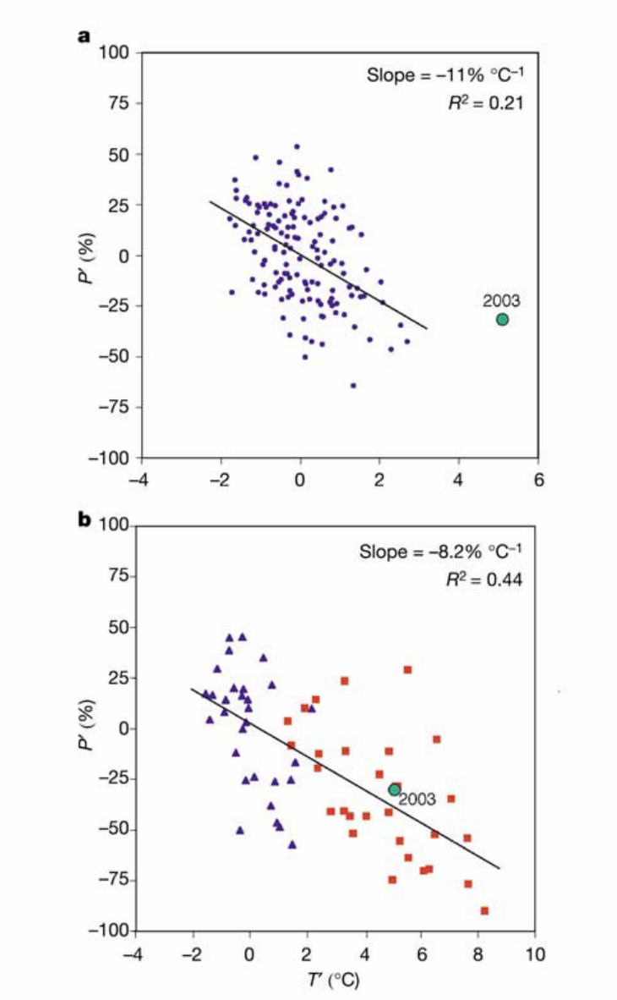 a
100
Slope = –11% °C–1
75
R2 = 0.21
50
25
P′ (%)
0
–25
2003
–50
–75
–100
–4 –2 0 2 4 6
b
100
Slope = –8.2% °C–1
75
R2 = 0.44
50
25
P′ (%)
0
–25
2003
–50
–75
–100
–4 –2 0 2 4 6 8 10
T′ (°C)